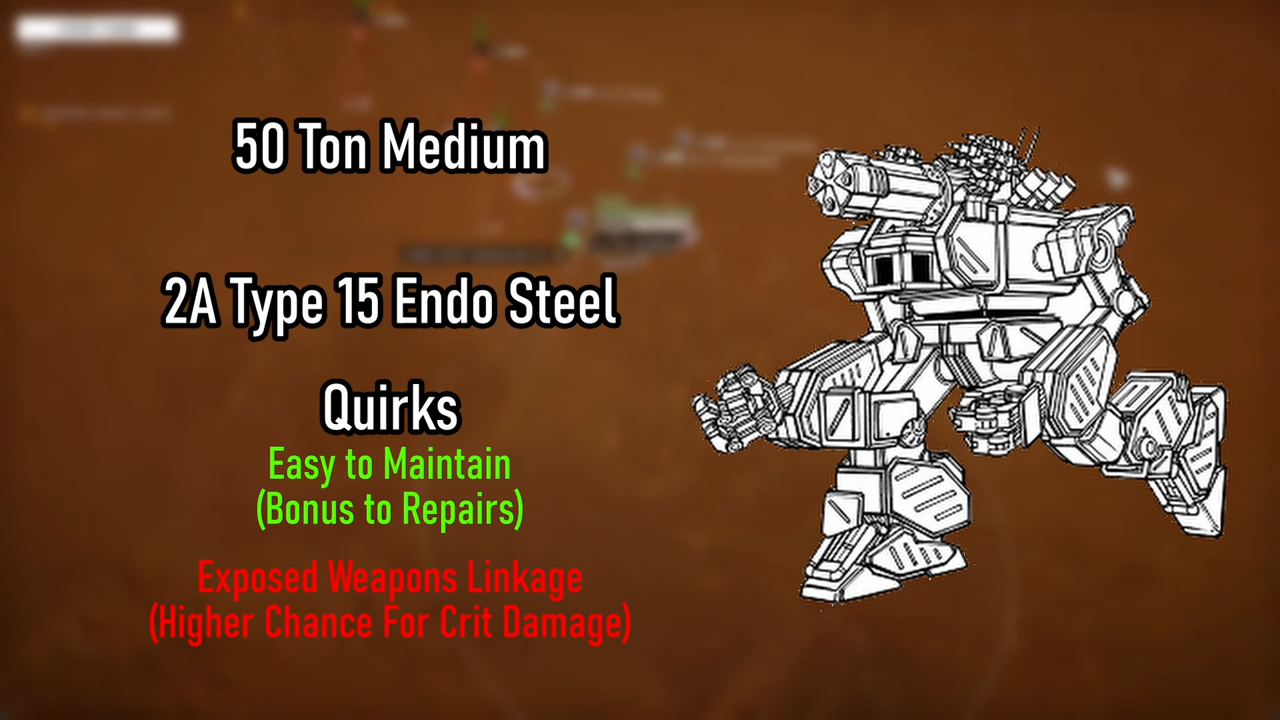 50 Ton Medium
2A Type 15 Endo Steel
Quirks
Easy to Maintain
(Bonus to Repairs)
Exposed Weapons Linkage
(Higher Chance For Crit Damage)